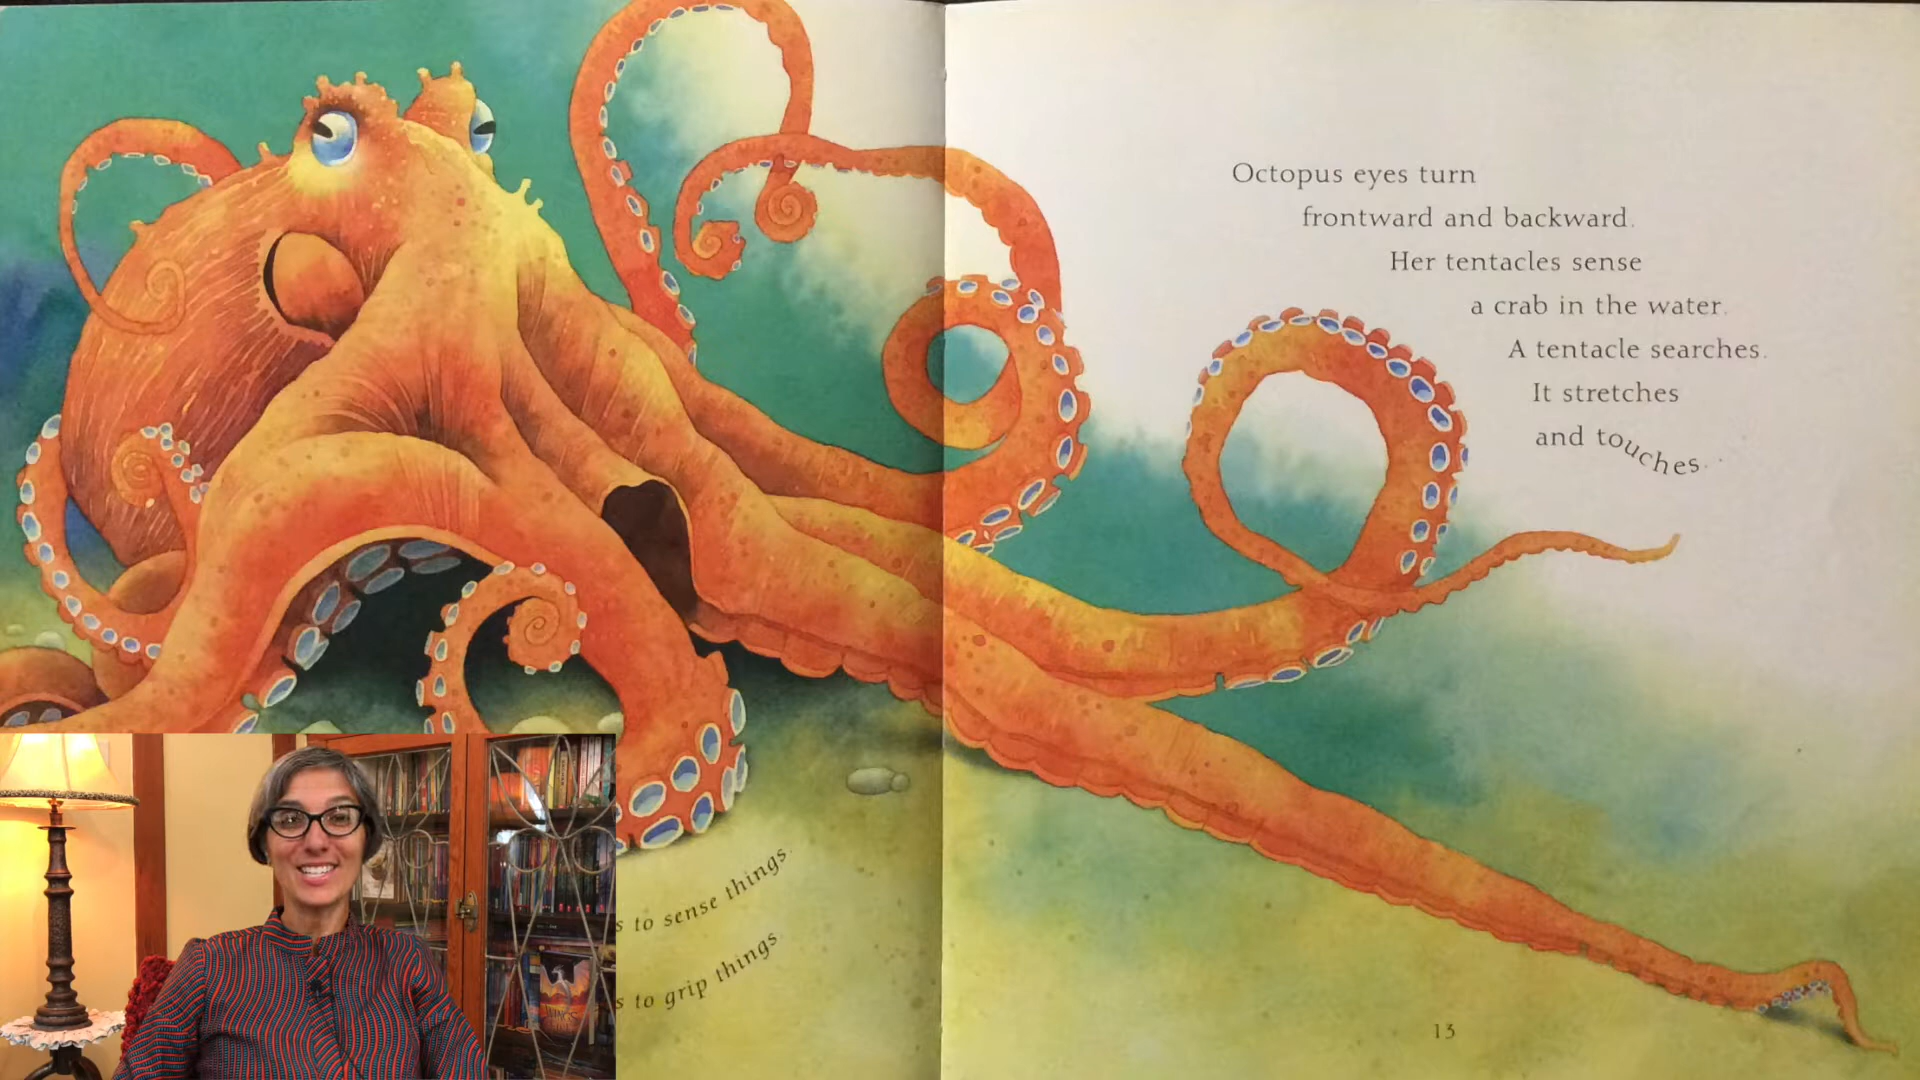 to sense things.
to grip things.
Octopus eyes turn
frontward and backward.
Her tentacles sense
a crab in the water.
A tentacle searches.
It stretches
and touches. . .
13